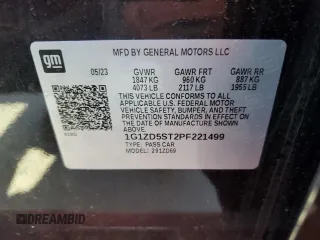 gm
MFD BY GENERAL MOTORS LLC
05/23 GVWR GAWR FRT GAWR RR
1847 KG 960 KG 887 KG
4073 LB 2117 LB 1955 LB
THIS VEHICLE CONFORMS TO ALL
APPLICABLE U.S. FEDERAL MOTOR
VEHICLE SAFETY, BUMPER, AND
THEFT PREVENTION STANDARDS IN
EFFECT ON THE DATE OF
MANUFACTURE SHOWN ABOVE.
1G1ZD5ST2PF221499
TYPE: PASS CAR
MODEL: 291ZD69
DREAMBID